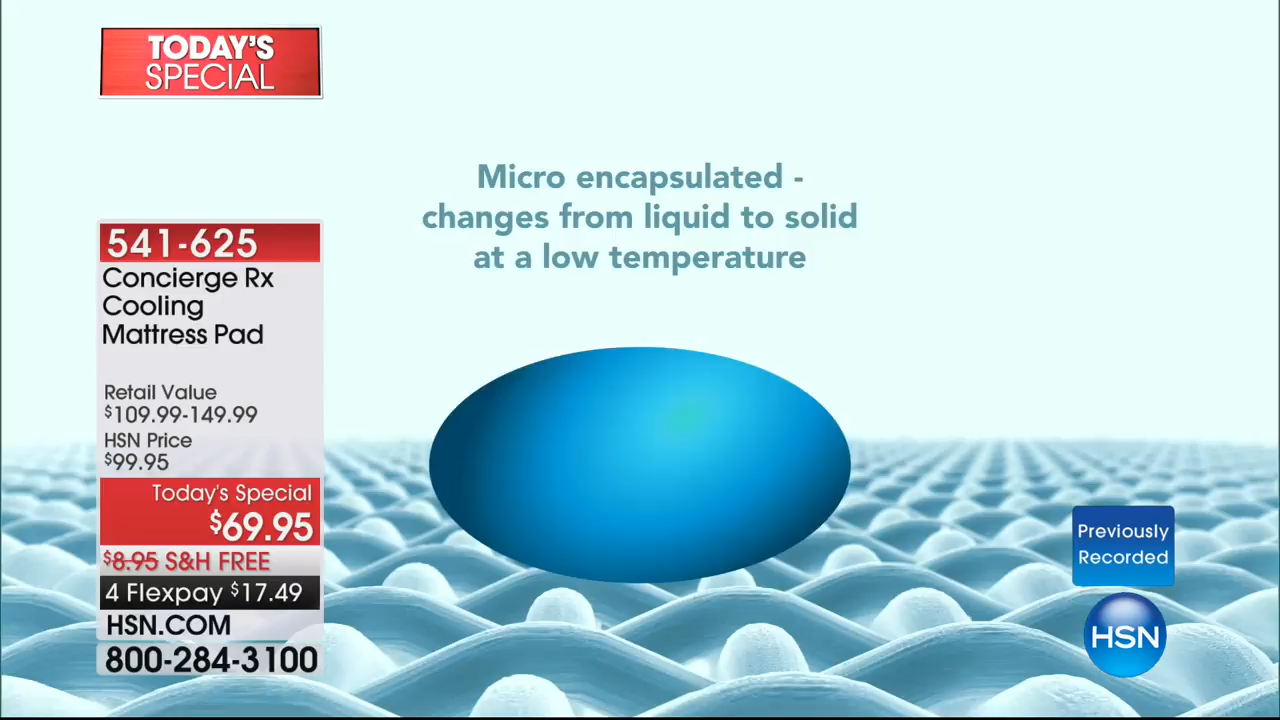 TODAY'S
SPECIAL
Micro encapsulated -
changes from liquid to solid
at a low temperature
541-625
Concierge Rx
Cooling
Mattress Pad
Retail Value
$109.99-149.99
HSN Price
$99.95
Today's Special
$69.95
$8.95 S&H FREE
4 Flexpay $17.49
HSN.COM
800-284-3100
Previously
Recorded
HSN